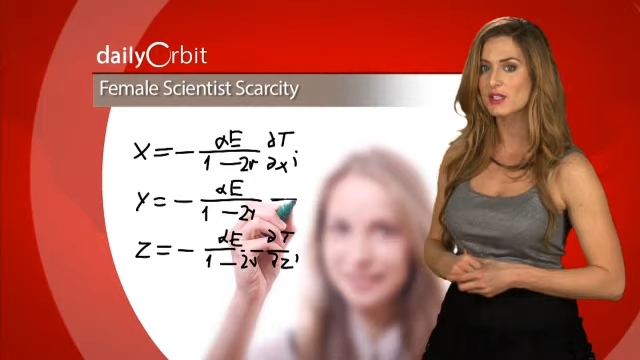 dailyOrbit
Female Scientist Scarcity
X = - αE / 1 - 2ν ∂T / ∂x ;
Y = - αE / 1 - 2ν
Z = - αE / 1 - 2ν ∂T / ∂z ;